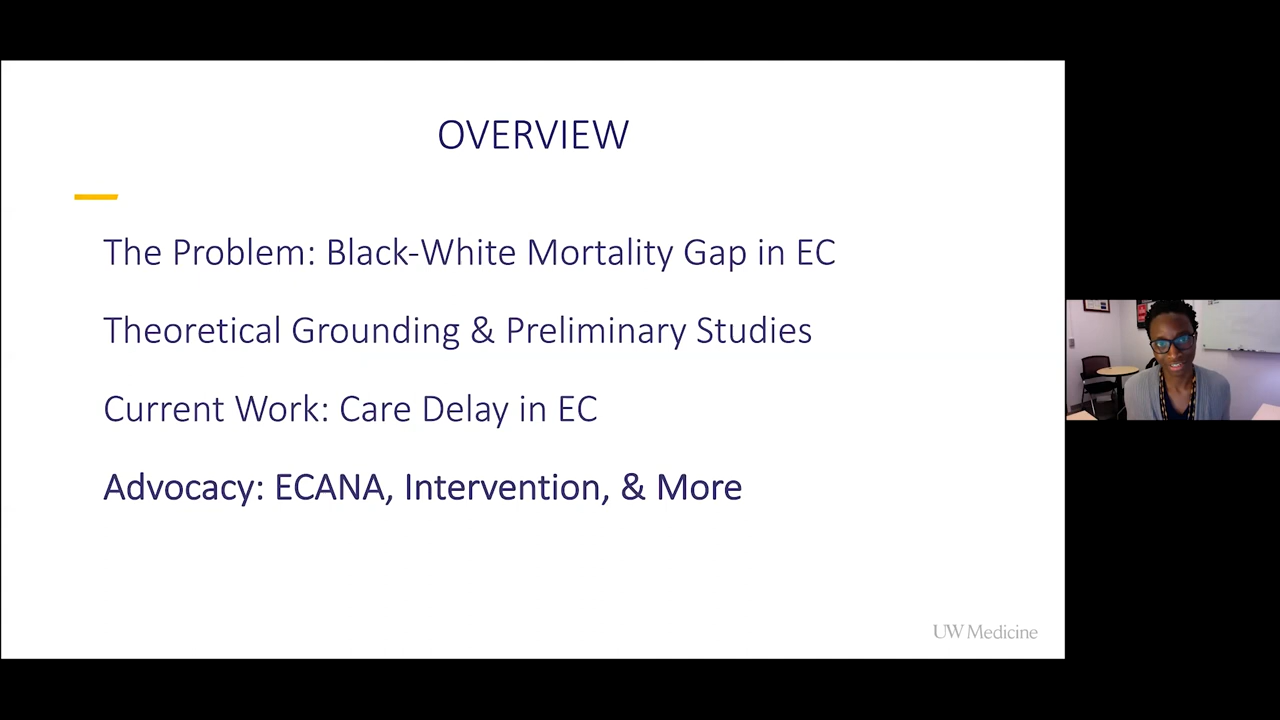 OVERVIEW
The Problem: Black-White Mortality Gap in EC
Theoretical Grounding & Preliminary Studies
Current Work: Care Delay in EC
Advocacy: ECANA, Intervention, & More
UW Medicine